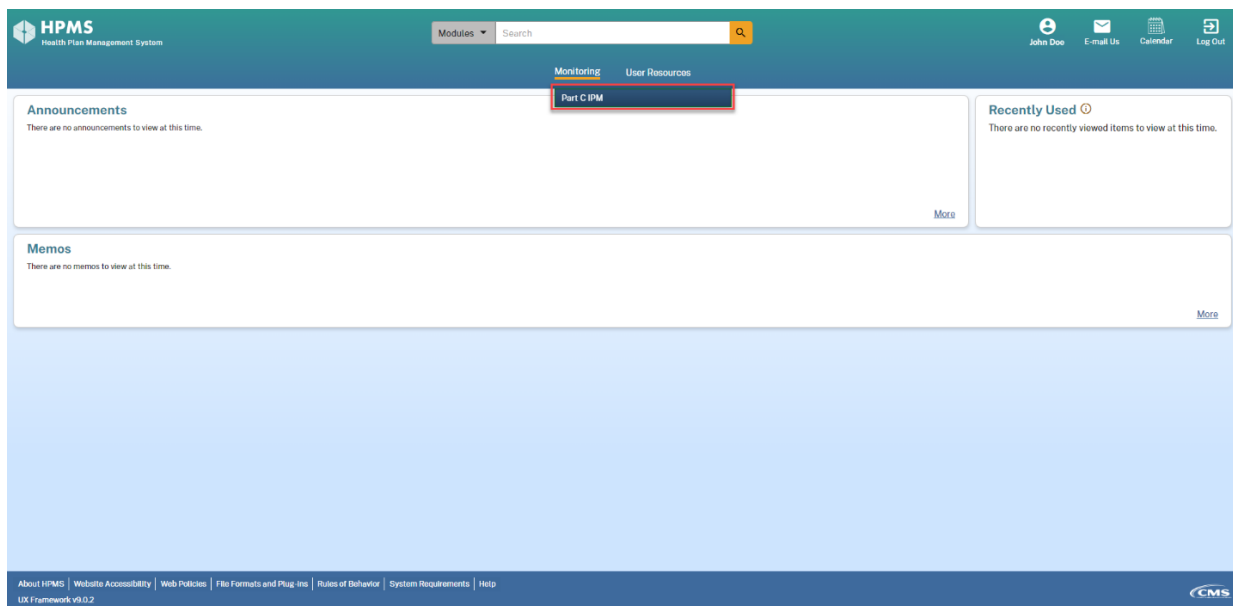 HPMS
Health Plan Management System
Modules
Search
John Doe
E-mail Us
Calendar
Log Out
Monitoring
User Resources
Part C IPM
Announcements
There are no announcements to view at this time.
More
Recently Used
There are no recently viewed items to view at this time.
Memos
There are no memos to view at this time.
More
About HPMS | Website Accessibility | Web Policies | File Formats and Plug-Ins | Rules of Behavior | System Requirements | Help
UX Framework v9.0.2
CMS